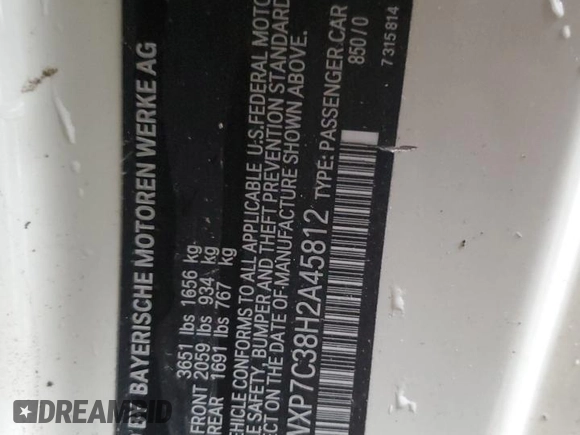 BAYERISCHE MOTOREN WERKE AG
3651 lbs 1656 kg
FRONT 2059 lbs 934 kg
REAR 1691 lbs 767 kg
VEHICLE CONFORMS TO ALL APPLICABLE U.S. FEDERAL MOTO
SAFETY, BUMPER AND THEFT PREVENTION STANDARD
ECT ON THE DATE OF MANUFACTURE SHOWN ABOVE.
WXP7C38H2A45812 TYPE: PASSENGER CAR
850 / 0
7 315 814
DREAMBID